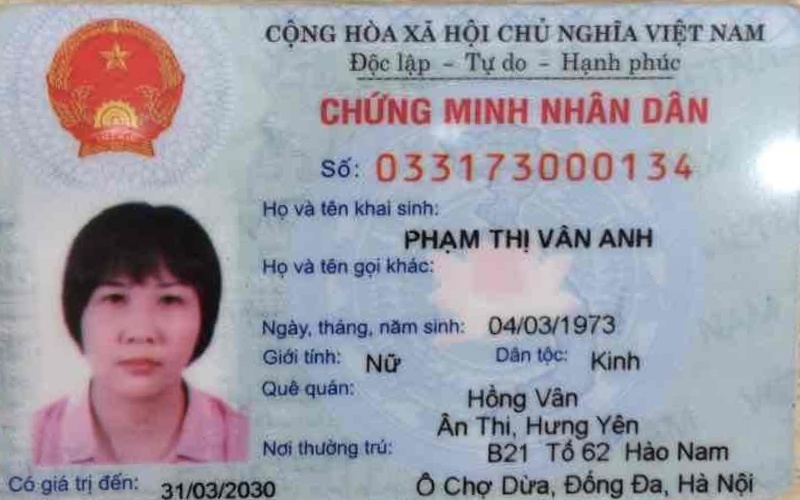 CỘNG HÒA XÃ HỘI CHỦ NGHĨA VIỆT NAM
Độc lập - Tự do - Hạnh phúc
CHỨNG MINH NHÂN DÂN
Số: 033173000134
Họ và tên khai sinh:
PHẠM THỊ VÂN ANH
Họ và tên gọi khác:
Ngày, tháng, năm sinh: 04/03/1973
Giới tính: Nữ Dân tộc: Kinh
Quê quán: Hồng Vân
Ân Thi, Hưng Yên
Nơi thường trú: B21 Tổ 62 Hào Nam
Có giá trị đến: 31/03/2030 Ô Chợ Dừa, Đống Đa, Hà Nội